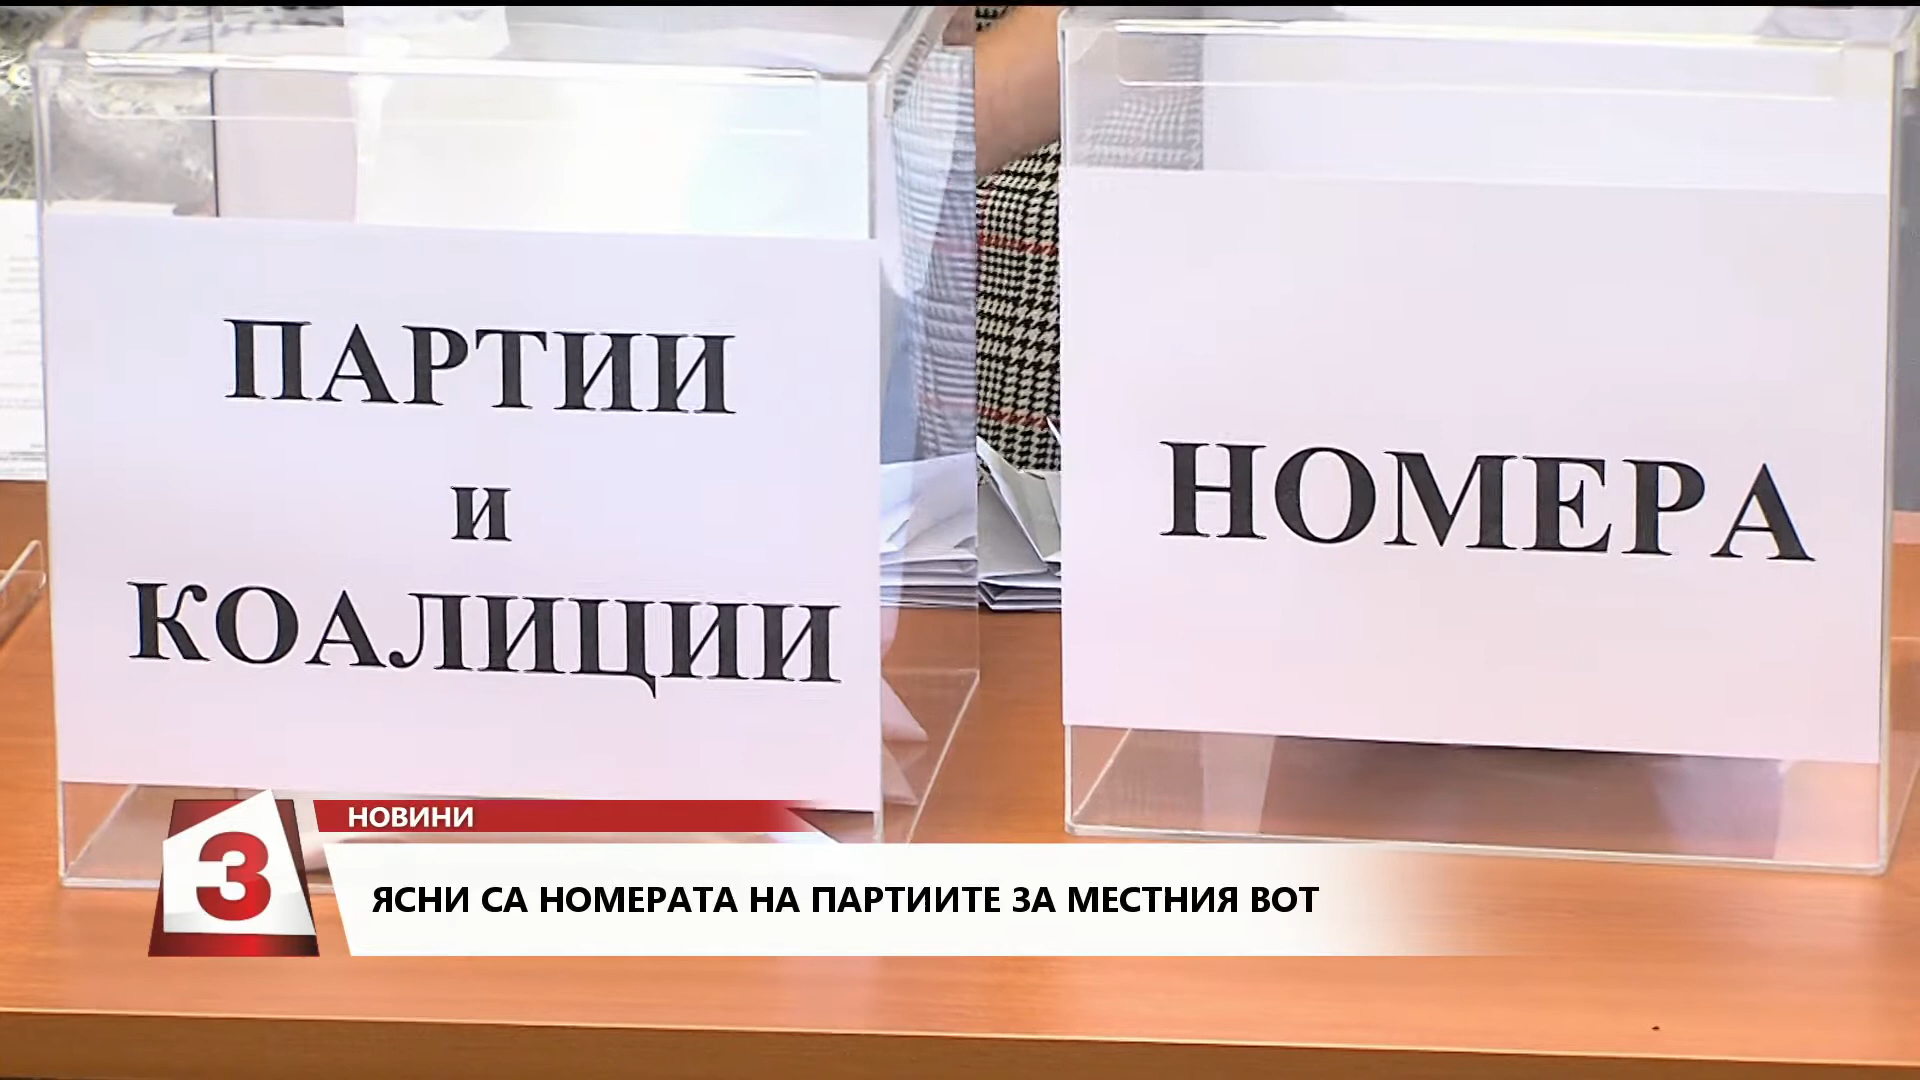 ПАРТИИ
и
КОАЛИЦИИ
НОМЕРА
3
НОВИНИ
ЯСНИ СА НОМЕРАТА НА ПАРТИИТЕ ЗА МЕСТНИЯ ВОТ